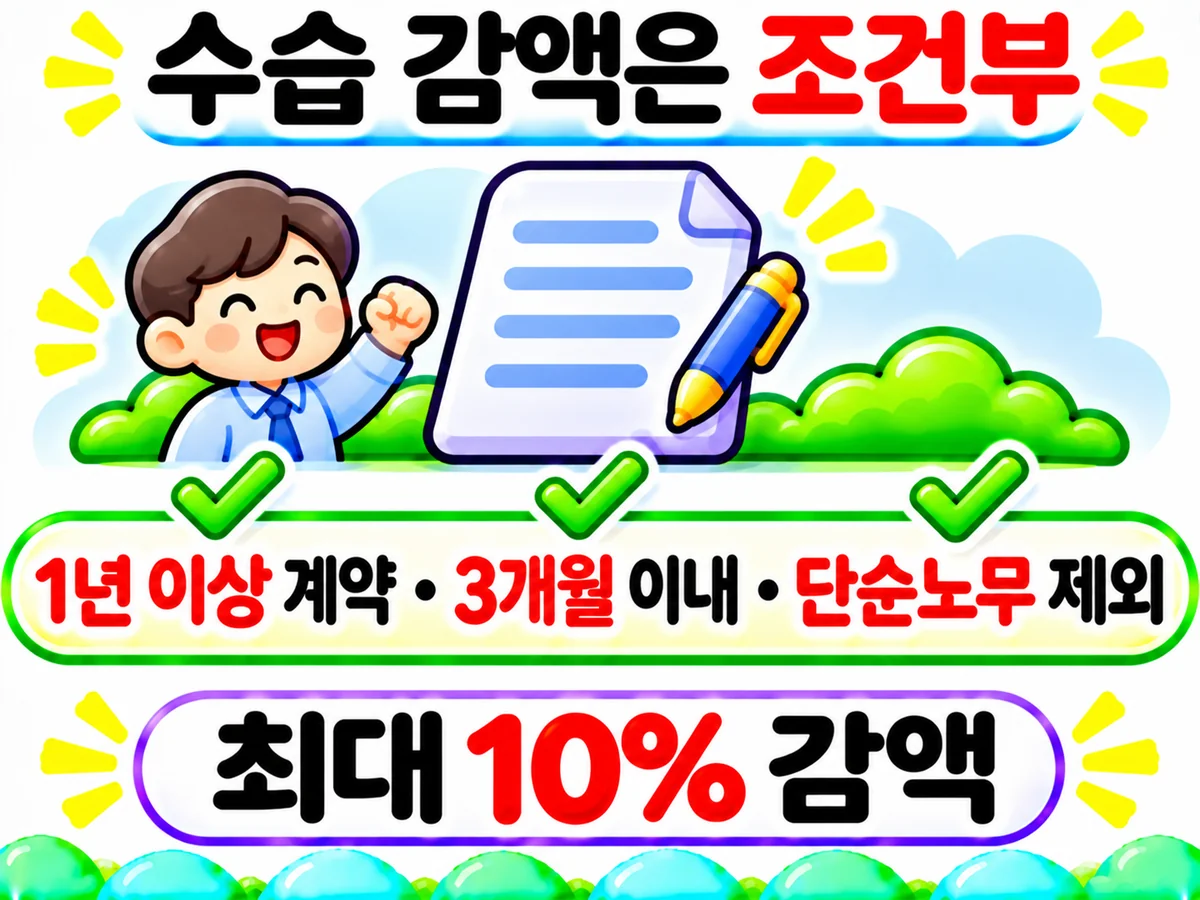 수습 감액은 조건부
1년 이상 계약 · 3개월 이내 · 단순노무 제외
최대 10% 감액